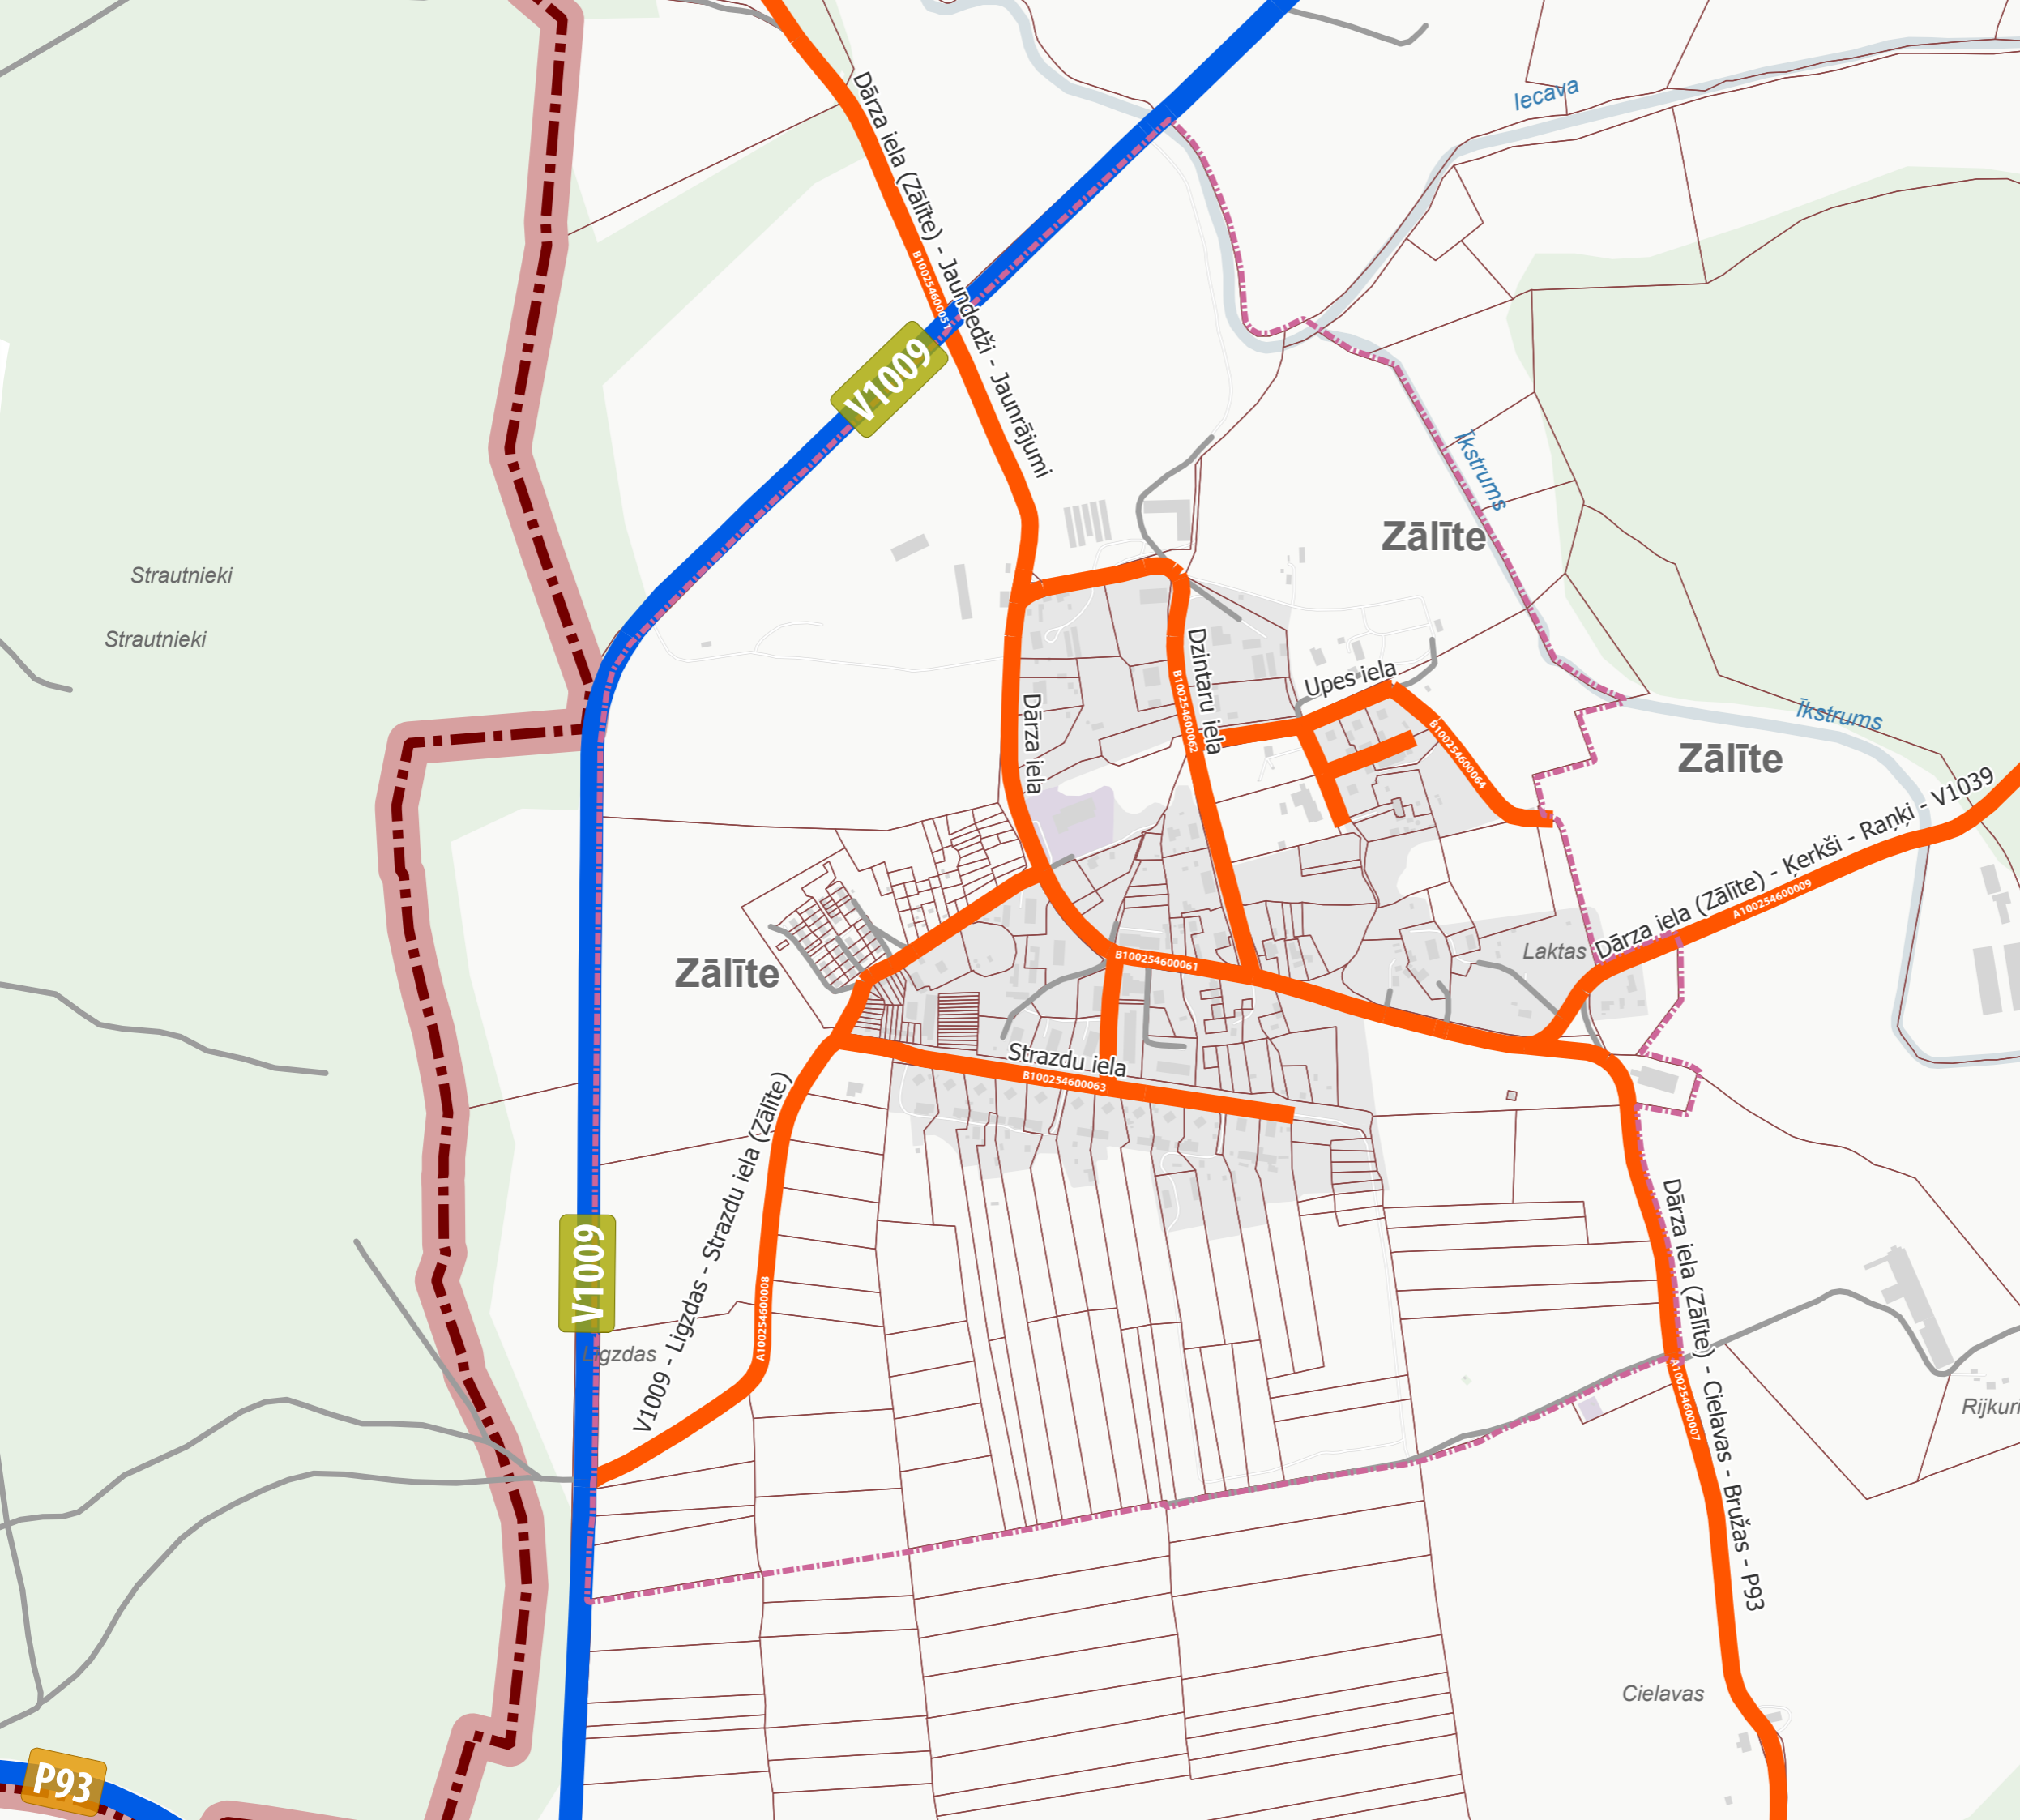 Iecava
Dārza iela (Zālīte) - Jaundedži - Jaunrājumi
B100254600051
V1009
Īkstrums
Zālīte
Strautnieki
Strautnieki
Dzintaru iela
B100254600062
Upes iela
B100254600064
Īkstrums
Zālīte
Dārza iela
Dārza iela (Zālīte) - Ķerkši - Raņķi - V1039
A100254600009
Laktas
Zālīte
B100254600061
Strazdu iela
B100254600063
V1009 - Ligzdas - Strazdu iela (Zālīte)
A100254600008
V1009
Ligzdas
Dārza iela (Zālīte) - Cielavas - Bružas - P93
A100254600007
Rijkuri
Cielavas
P93